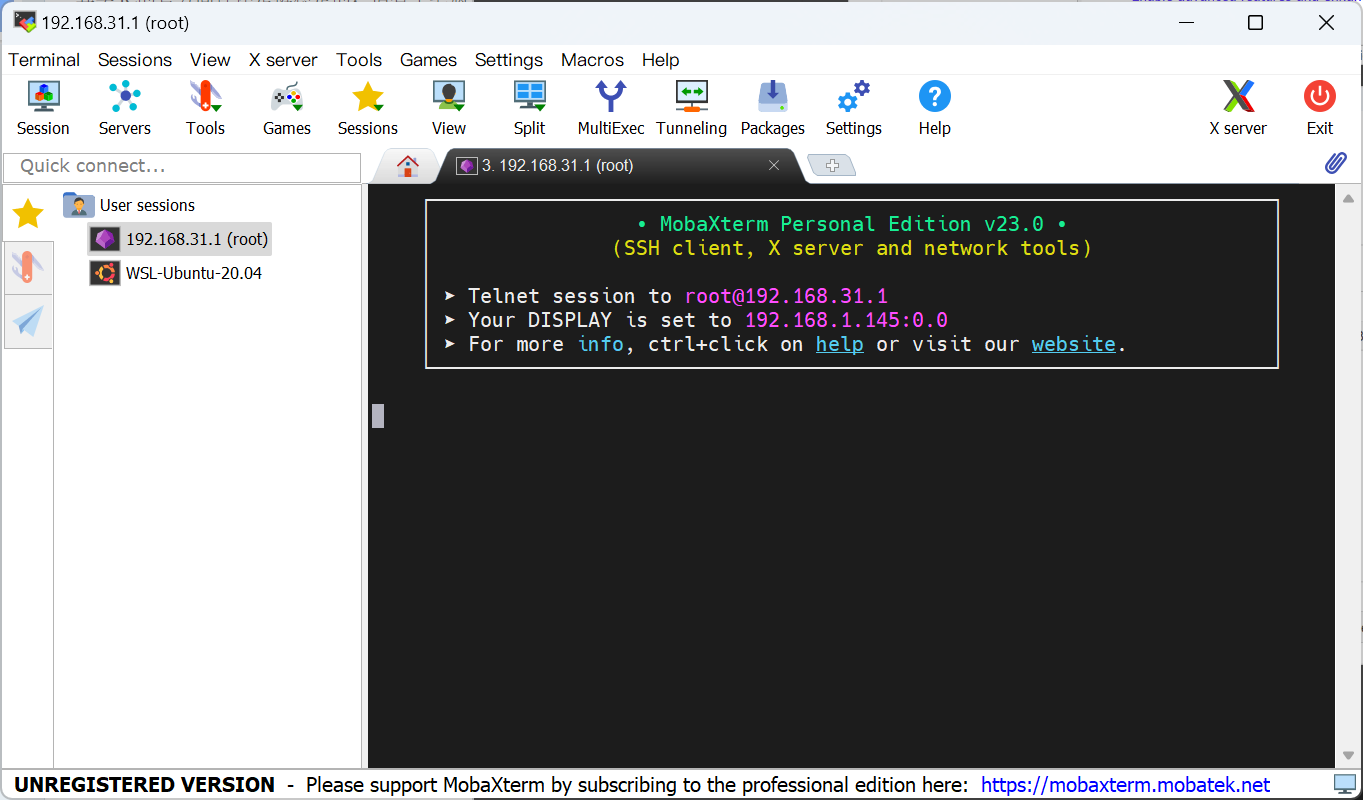 192.168.31.1 (root)
Terminal Sessions View X server Tools Games Settings Macros Help
Session Servers Tools Games Sessions View Split MultiExec Tunneling Packages Settings Help X server Exit
Quick connect...
3. 192.168.31.1 (root)
User sessions
192.168.31.1 (root)
WSL-Ubuntu-20.04
• MobaXterm Personal Edition v23.0 •
(SSH client, X server and network tools)
➤ Telnet session to root@192.168.31.1
➤ Your DISPLAY is set to 192.168.1.145:0.0
➤ For more info, ctrl+click on help or visit our website.
UNREGISTERED VERSION - Please support MobaXterm by subscribing to the professional edition here: https://mobaxterm.mobatek.net